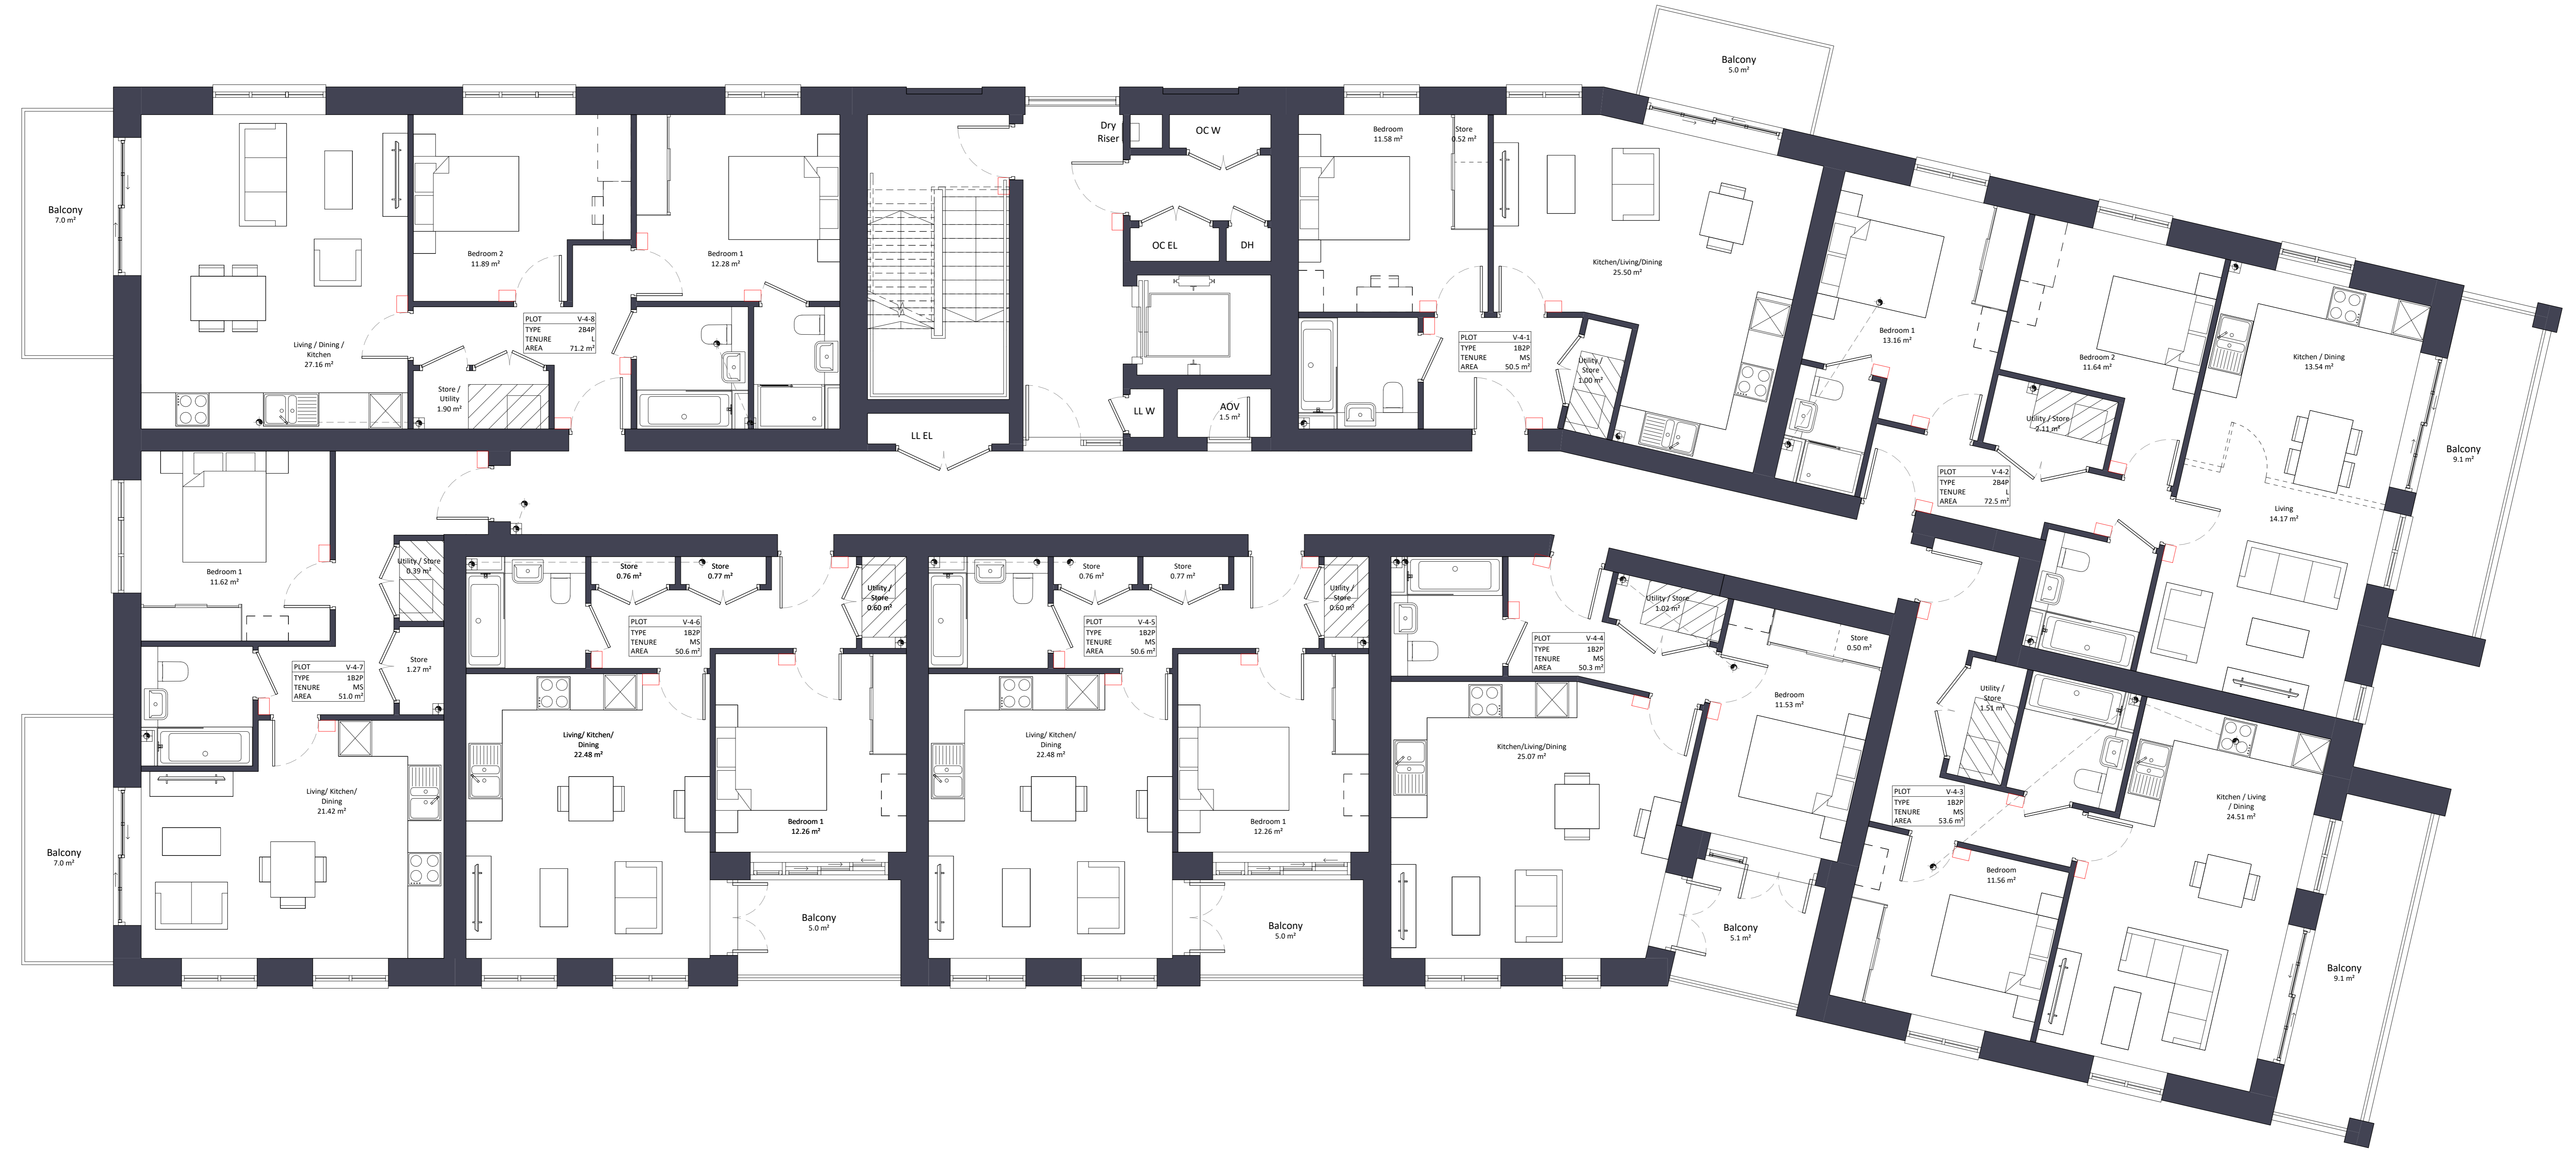 Balcony
5.0 m²
Balcony
7.0 m²
Living / Dining /
Kitchen
27.16 m²
Bedroom 2
11.89 m²
Bedroom 1
12.28 m²
PLOT V-4-8
TYPE 2B4P
TENURE L
AREA 71.2 m²
Store /
Utility
1.90 m²
Dry
Riser
OC W
OC EL
DH
LL W
AOV
1.5 m²
LL EL
Bedroom
11.58 m²
Store
0.52 m²
Kitchen/Living/Dining
25.50 m²
PLOT V-4-1
TYPE 1B2P
TENURE MS
AREA 50.5 m²
Utility /
Store
1.00 m²
Bedroom 1
13.16 m²
Bedroom 2
11.64 m²
Utility / Store
2.11 m²
Kitchen / Dining
13.54 m²
PLOT V-4-2
TYPE 2B4P
TENURE L
AREA 72.5 m²
Living
14.17 m²
Balcony
9.1 m²
Bedroom 1
11.62 m²
Utility / Store
0.39 m²
Store
1.27 m²
PLOT V-4-7
TYPE 1B2P
TENURE MS
AREA 51.0 m²
Living/ Kitchen/
Dining
21.42 m²
Balcony
7.0 m²
Store
0.76 m²
Store
0.77 m²
Utility /
Store
0.60 m²
PLOT V-4-6
TYPE 1B2P
TENURE MS
AREA 50.6 m²
Living/ Kitchen/
Dining
22.48 m²
Bedroom 1
12.26 m²
Balcony
5.0 m²
Store
0.76 m²
Store
0.77 m²
Utility /
Store
0.60 m²
PLOT V-4-5
TYPE 1B2P
TENURE MS
AREA 50.6 m²
Living/ Kitchen/
Dining
22.48 m²
Bedroom 1
12.26 m²
Balcony
5.0 m²
Utility / Store
1.02 m²
Store
0.50 m²
PLOT V-4-4
TYPE 1B2P
TENURE MS
AREA 50.3 m²
Bedroom
11.53 m²
Kitchen/Living/Dining
25.07 m²
Balcony
5.1 m²
Utility /
Store
1.51 m²
PLOT V-4-3
TYPE 1B2P
TENURE MS
AREA 53.6 m²
Kitchen / Living
/ Dining
24.51 m²
Bedroom
11.56 m²
Balcony
9.1 m²